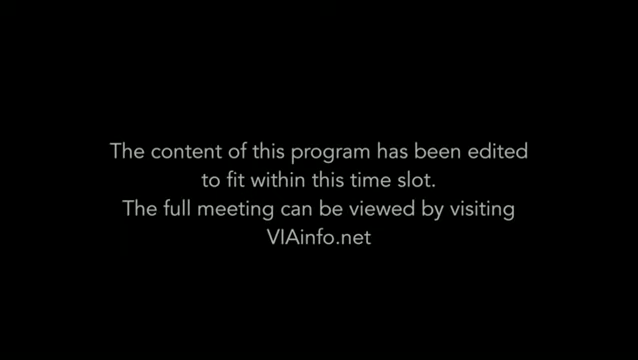 The content of this program has been edited
to fit within this time slot.
The full meeting can be viewed by visiting
VIAinfo.net